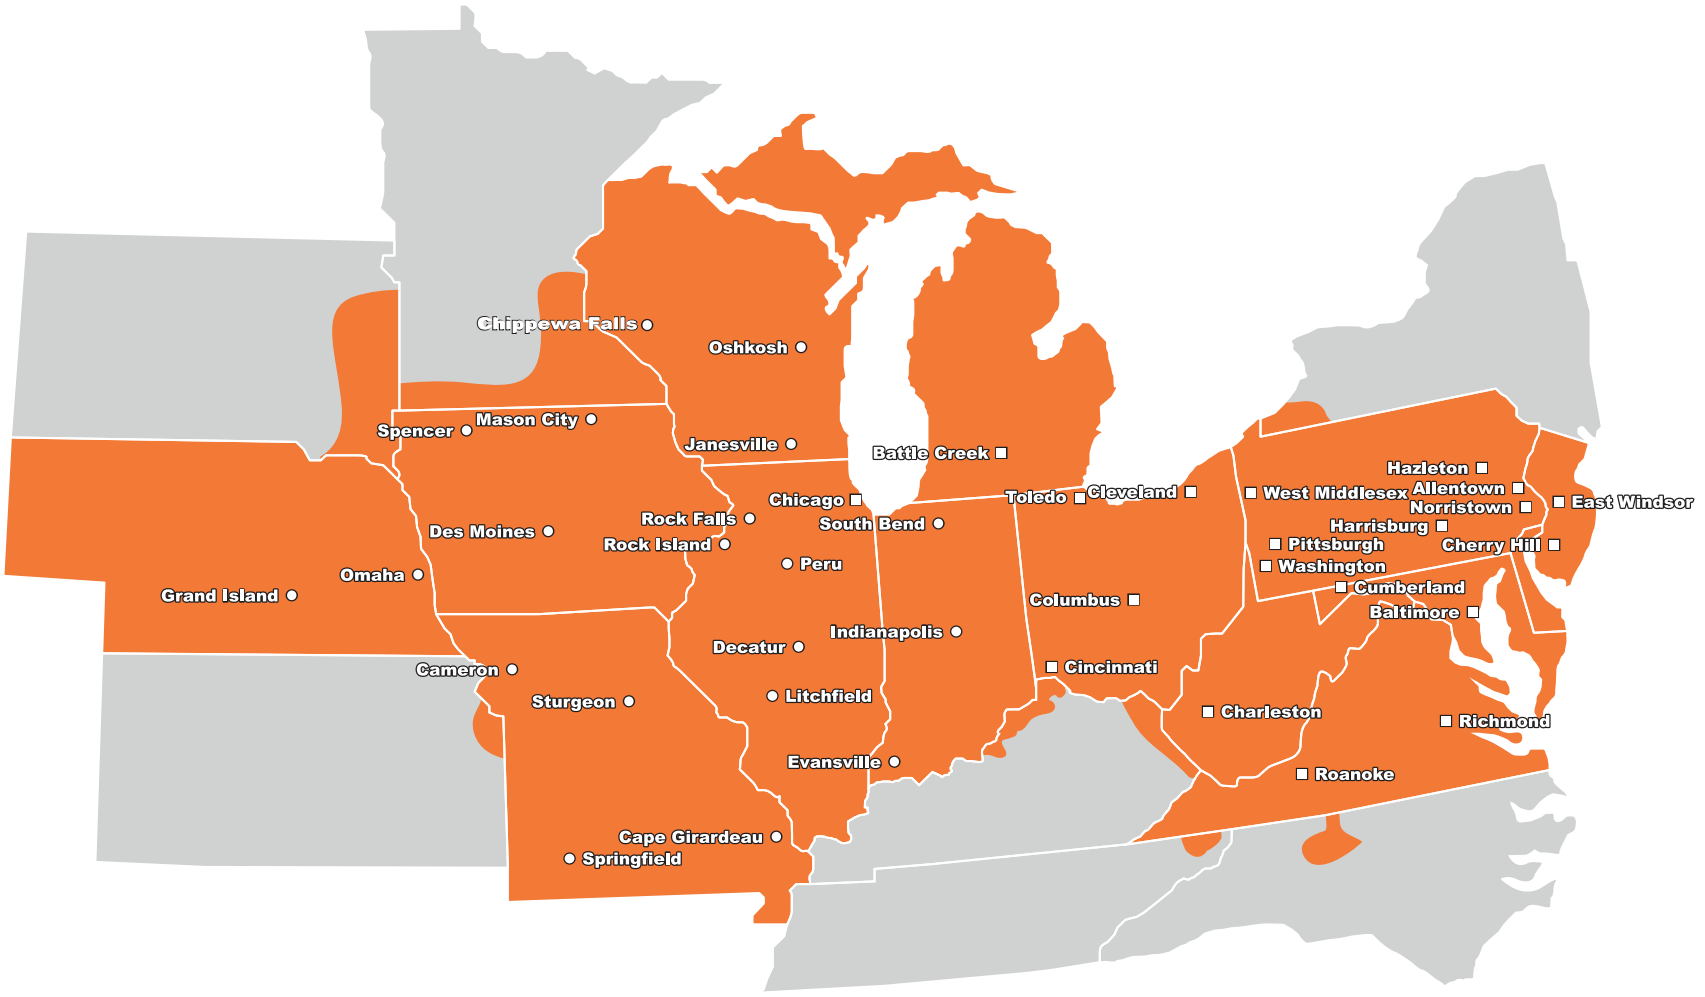 Chippewa Falls
Oshkosh
Mason City
Spencer
Janesville
Battle Creek
Hazleton
Allentown
West Middlesex
Cleveland
Toledo
Chicago
East Windsor
Norristown
Rock Falls
South Bend
Harrisburg
Des Moines
Rock Island
Pittsburgh
Cherry Hill
Peru
Washington
Omaha
Cumberland
Grand Island
Columbus
Baltimore
Indianapolis
Decatur
Cincinnati
Cameron
Litchfield
Sturgeon
Charleston
Richmond
Evansville
Roanoke
Cape Girardeau
Springfield